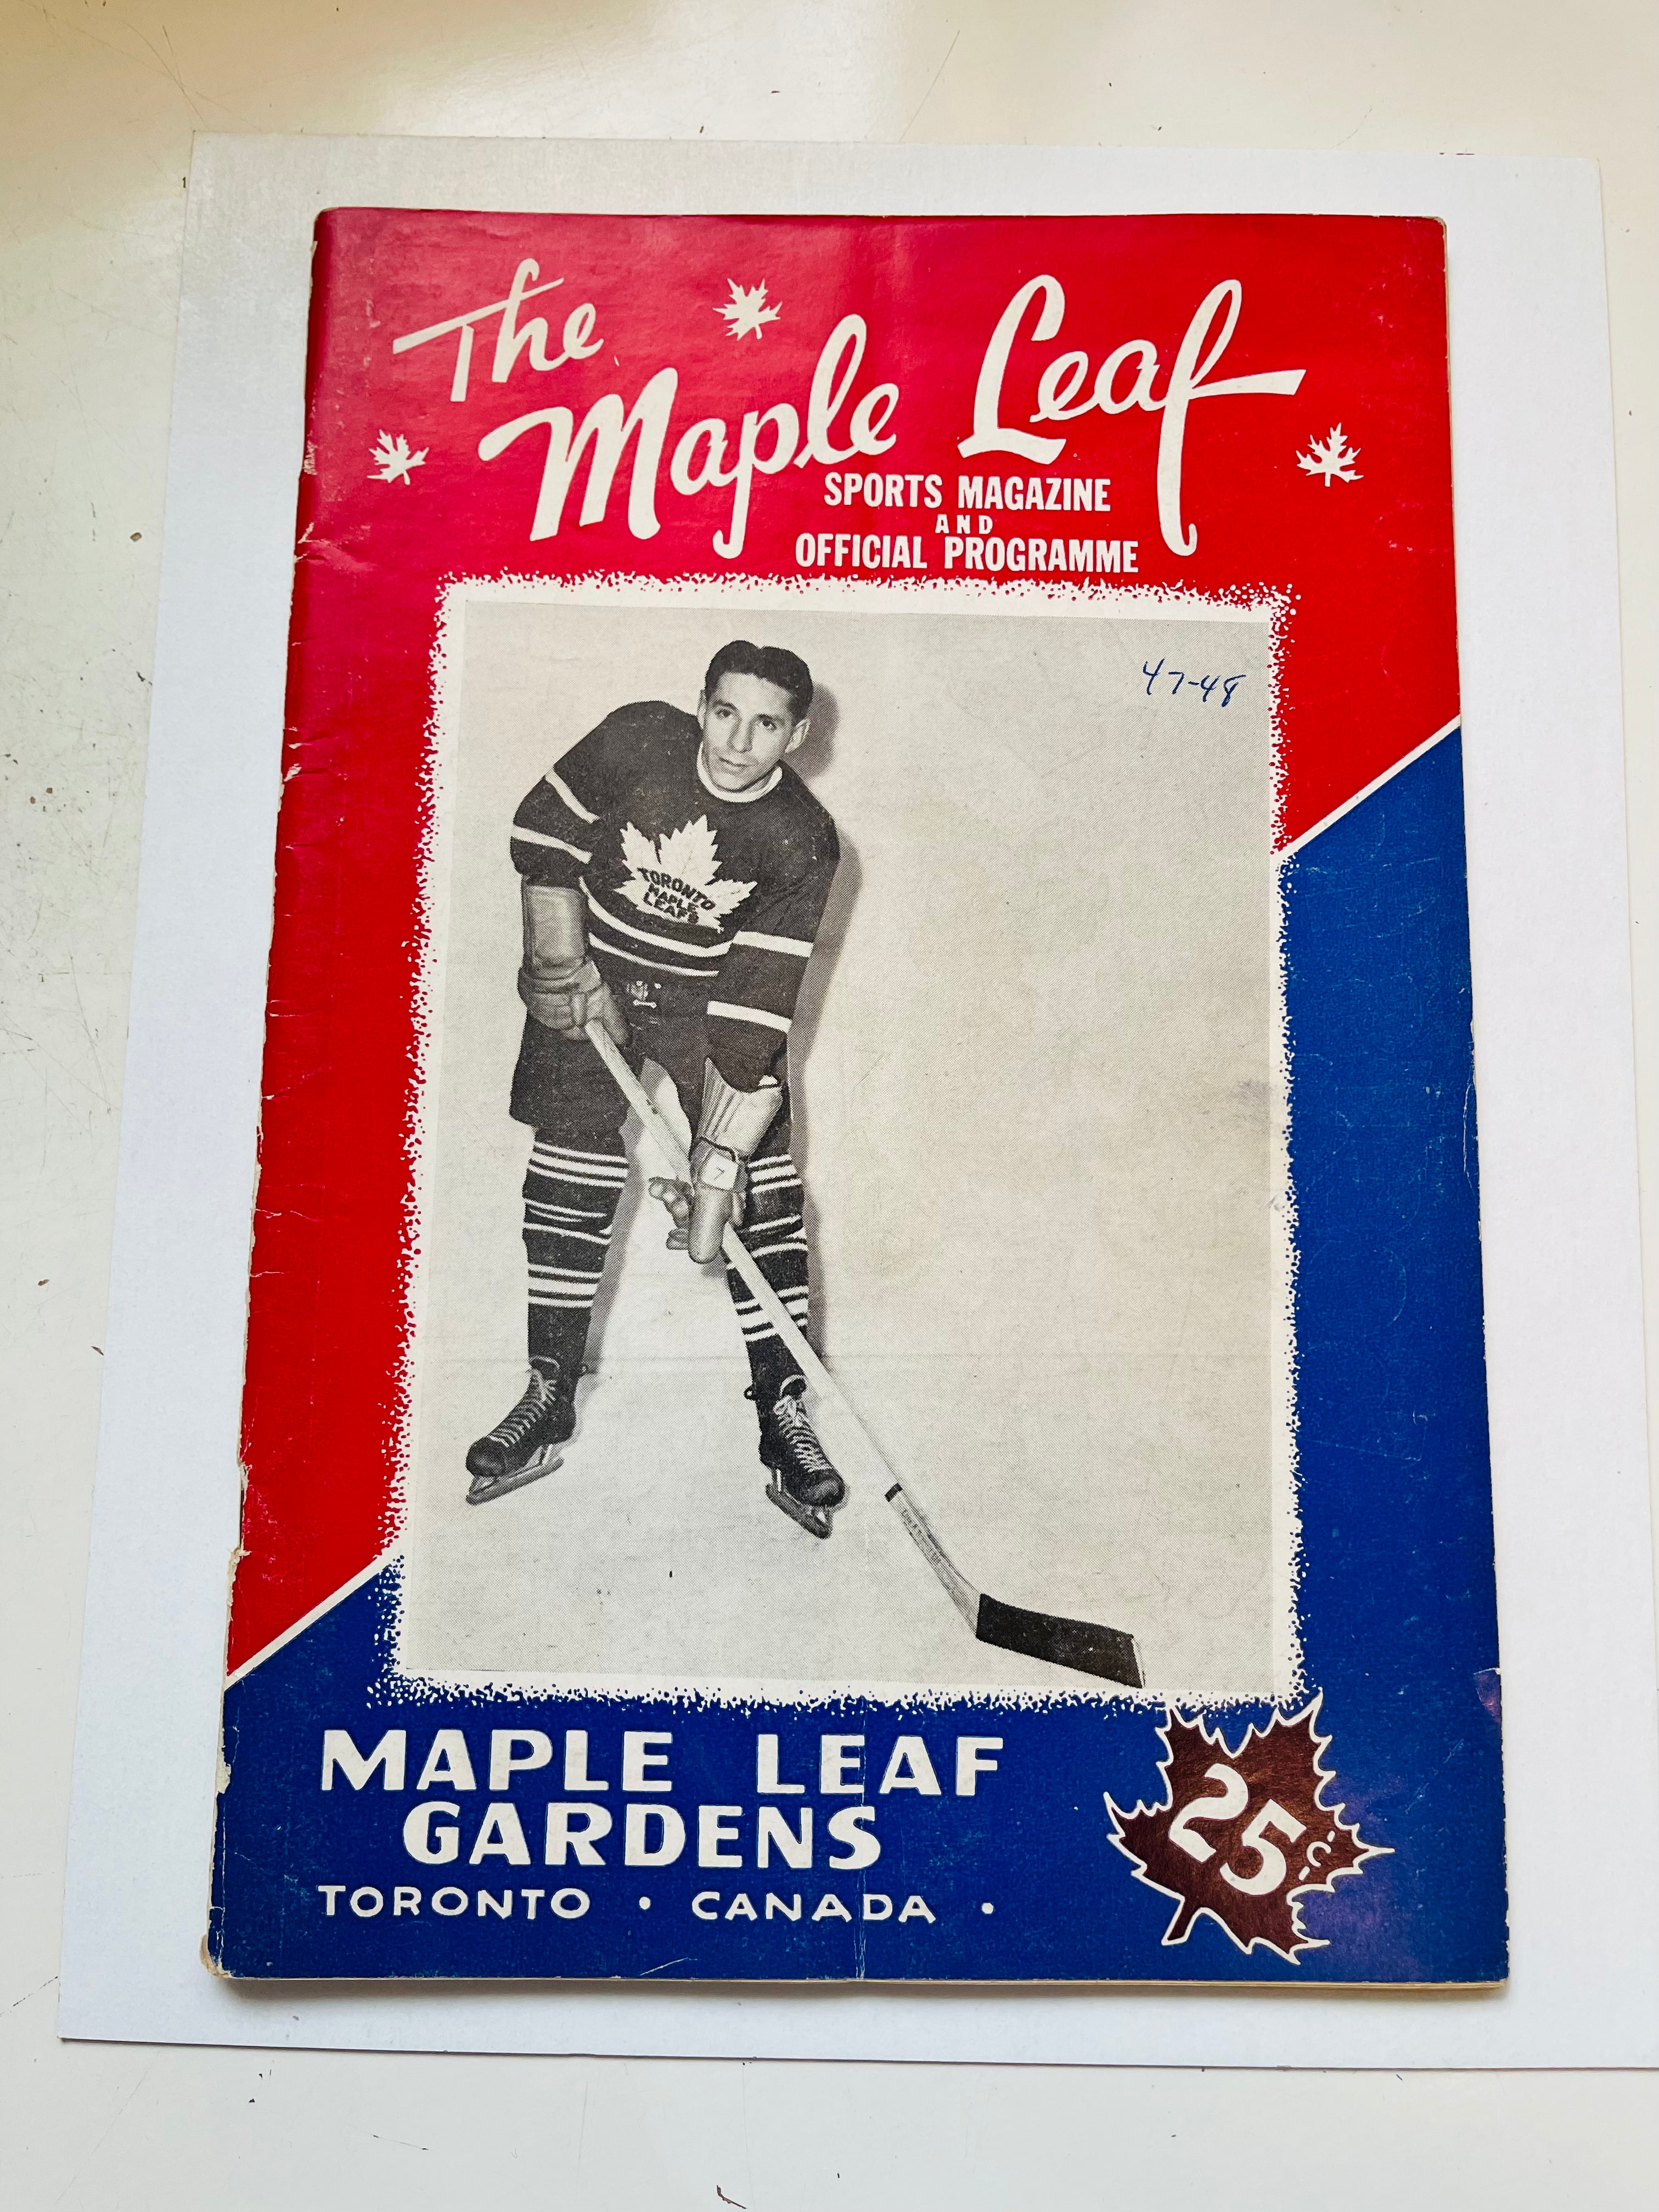 The
Maple Leaf
SPORTS MAGAZINE
AND
OFFICIAL PROGRAMME
47-48
TORONTO
MAPLE
LEAFS
7
MAPLE LEAF
GARDENS
TORONTO • CANADA •
25¢